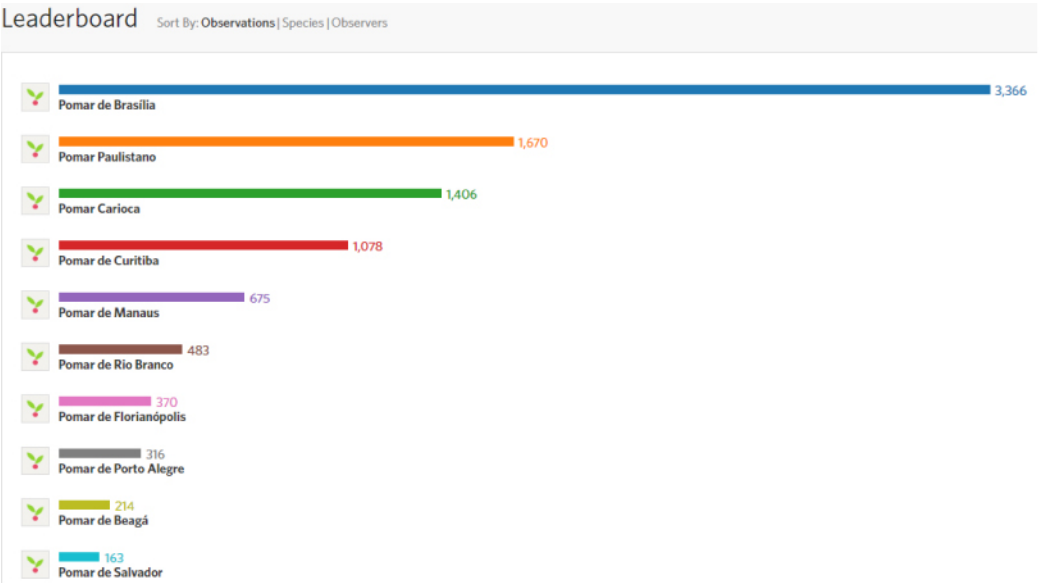 Leaderboard Sort By: Observations | Species | Observers
3,366
Pomar de Brasília
1,670
Pomar Paulistano
1,406
Pomar Carioca
1,078
Pomar de Curitiba
675
Pomar de Manaus
483
Pomar de Rio Branco
370
Pomar de Florianópolis
316
Pomar de Porto Alegre
214
Pomar de Beagá
163
Pomar de Salvador